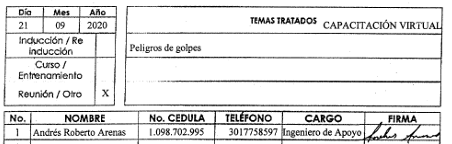 Día Mes Año
21 09 2020
TEMAS TRATADOS CAPACITACIÓN VIRTUAL
Inducción / Re
inducción
Peligros de golpes
Curso /
Entrenamiento
Reunión / Otro X
No. NOMBRE No. CEDULA TELÉFONO CARGO FIRMA
1 Andrés Roberto Arenas 1.098.702.995 3017758597 Ingeniero de Apoyo